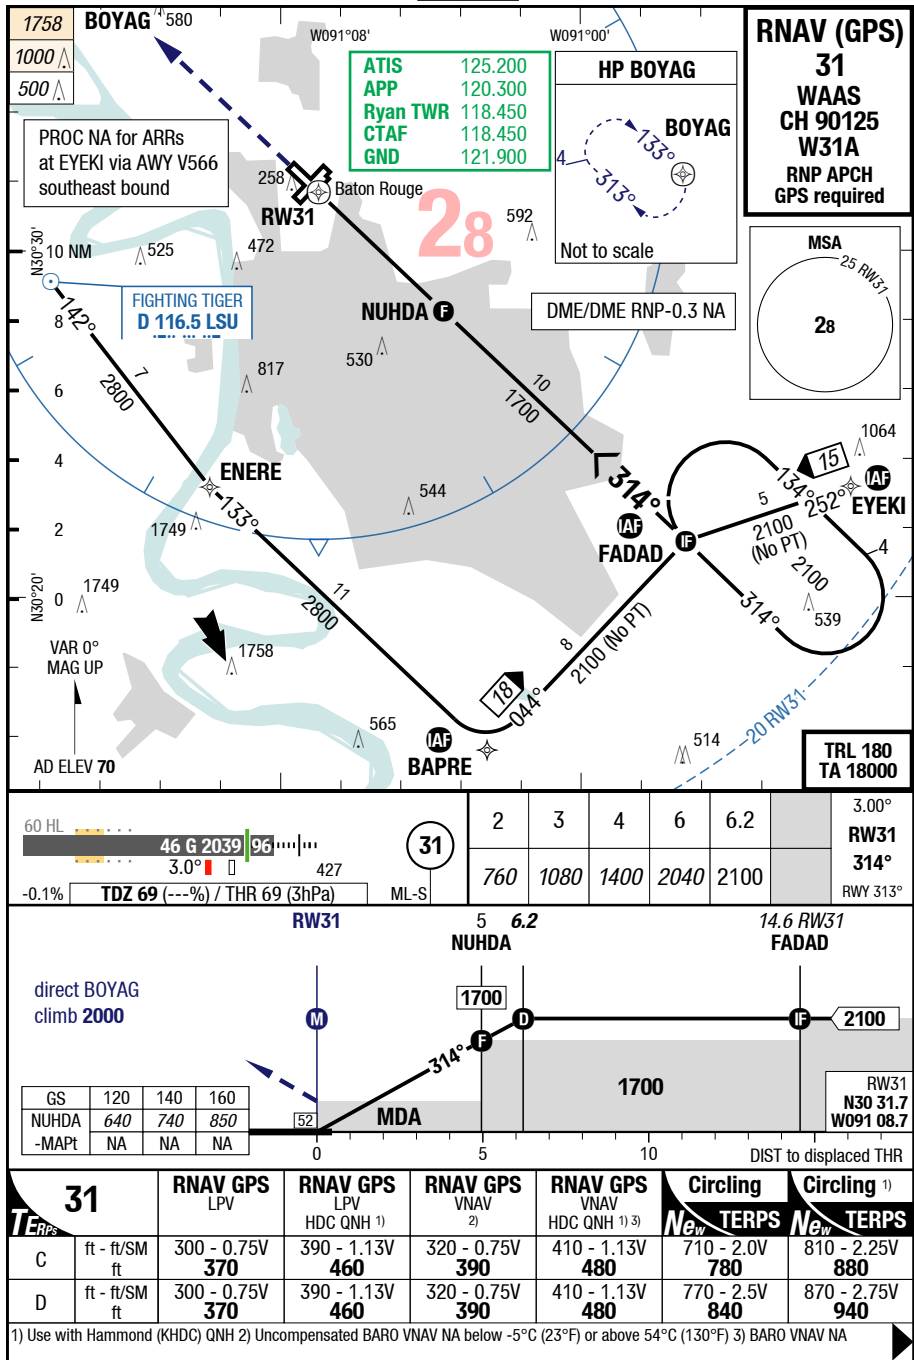 1758
1000
500
BOYAG
580
W091°08'
W091°00'
ATIS 125.200
APP 120.300
Ryan TWR 118.450
CTAF 118.450
GND 121.900
HP BOYAG
BOYAG
133°
4
-313°
Not to scale
RNAV (GPS)
31
WAAS
CH 90125
W31A
RNP APCH
GPS required
PROC NA for ARRs
at EYEKI via AWY V566
southeast bound
258
Baton Rouge
RW31
28
592
N30°30'
10 NM
525
472
MSA
25 RW31
28
FIGHTING TIGER
D 116.5 LSU
NUHDA F
DME/DME RNP-0.3 NA
142°
8
7
2800
530
817
6
10
1700
1064
4
ENERE
15
134°
IAF
EYEKI
314°
5
252°
133°
544
1749
IAF
FADAD
IF
2100
(No PT)
4
2
2100
N30°20'
0
1749
11
2800
314°
539
VAR 0°
MAG UP
1758
8
2100 (No PT)
18
044°
20 RW31
565
IAF
BAPRE
514
AD ELEV 70
TRL 180
TA 18000
60 HL
46 G 2039 96
3.0°
427
-0.1%
TDZ 69 (---%) / THR 69 (3hPa)
ML-S
31
2 3 4 6 6.2
760 1080 1400 2040 2100
3.00°
RW31
314°
RWY 313°
RW31
5 6.2
NUHDA
14.6 RW31
FADAD
direct BOYAG
climb 2000
M
1700
D
IF
2100
F
314°
1700
MDA
52
GS 120 140 160
NUHDA 640 740 850
-MAPt NA NA NA
RW31
N30 31.7
W091 08.7
0 5 10
DIST to displaced THR
TERPs
31
RNAV GPS
LPV
RNAV GPS
LPV
HDC QNH 1)
RNAV GPS
VNAV
2)
RNAV GPS
VNAV
HDC QNH 1) 3)
Circling
New TERPS
Circling 1)
New TERPS
C ft - ft/SM 300 - 0.75V 390 - 1.13V 320 - 0.75V 410 - 1.13V 710 - 2.0V 810 - 2.25V
ft 370 460 390 480 780 880
D ft - ft/SM 300 - 0.75V 390 - 1.13V 320 - 0.75V 410 - 1.13V 770 - 2.5V 870 - 2.75V
ft 370 460 390 480 840 940
1) Use with Hammond (KHDC) QNH 2) Uncompensated BARO VNAV NA below -5°C (23°F) or above 54°C (130°F) 3) BARO VNAV NA